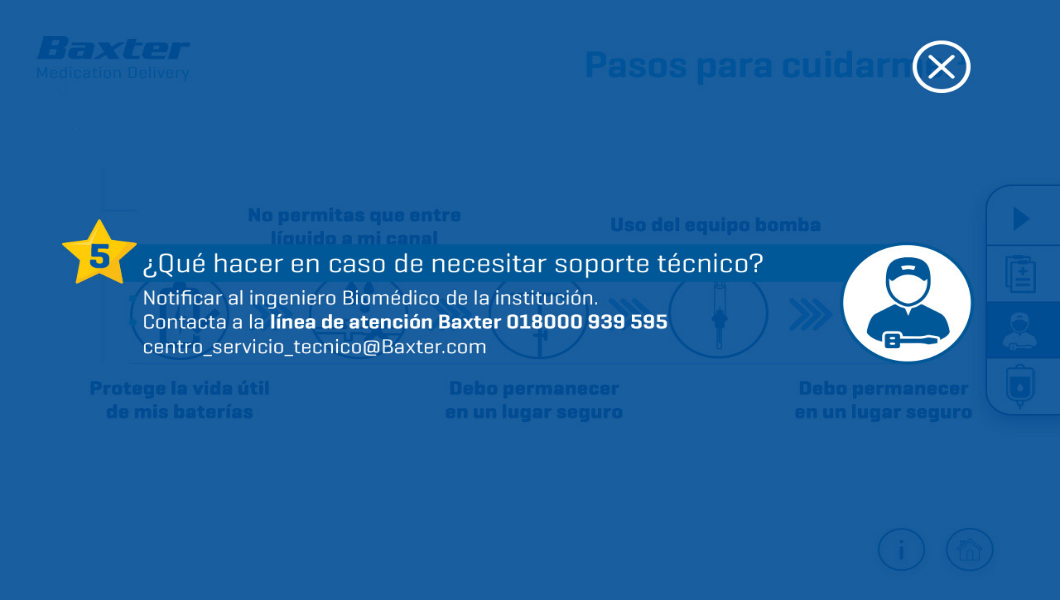 Baxter
Medication Delivery
No permitas que entre
líquido a mi canal
Uso del equipo bomba
5
¿Qué hacer en caso de necesitar soporte técnico?
Notificar al ingeniero Biomédico de la institución.
Contacta a la línea de atención Baxter 018000 939 595
centro_servicio_tecnico@Baxter.com
Protege la vida útil
de mis baterías
Debo permanecer
en un lugar seguro
Debo permanecer
en un lugar seguro
Pasos para
i